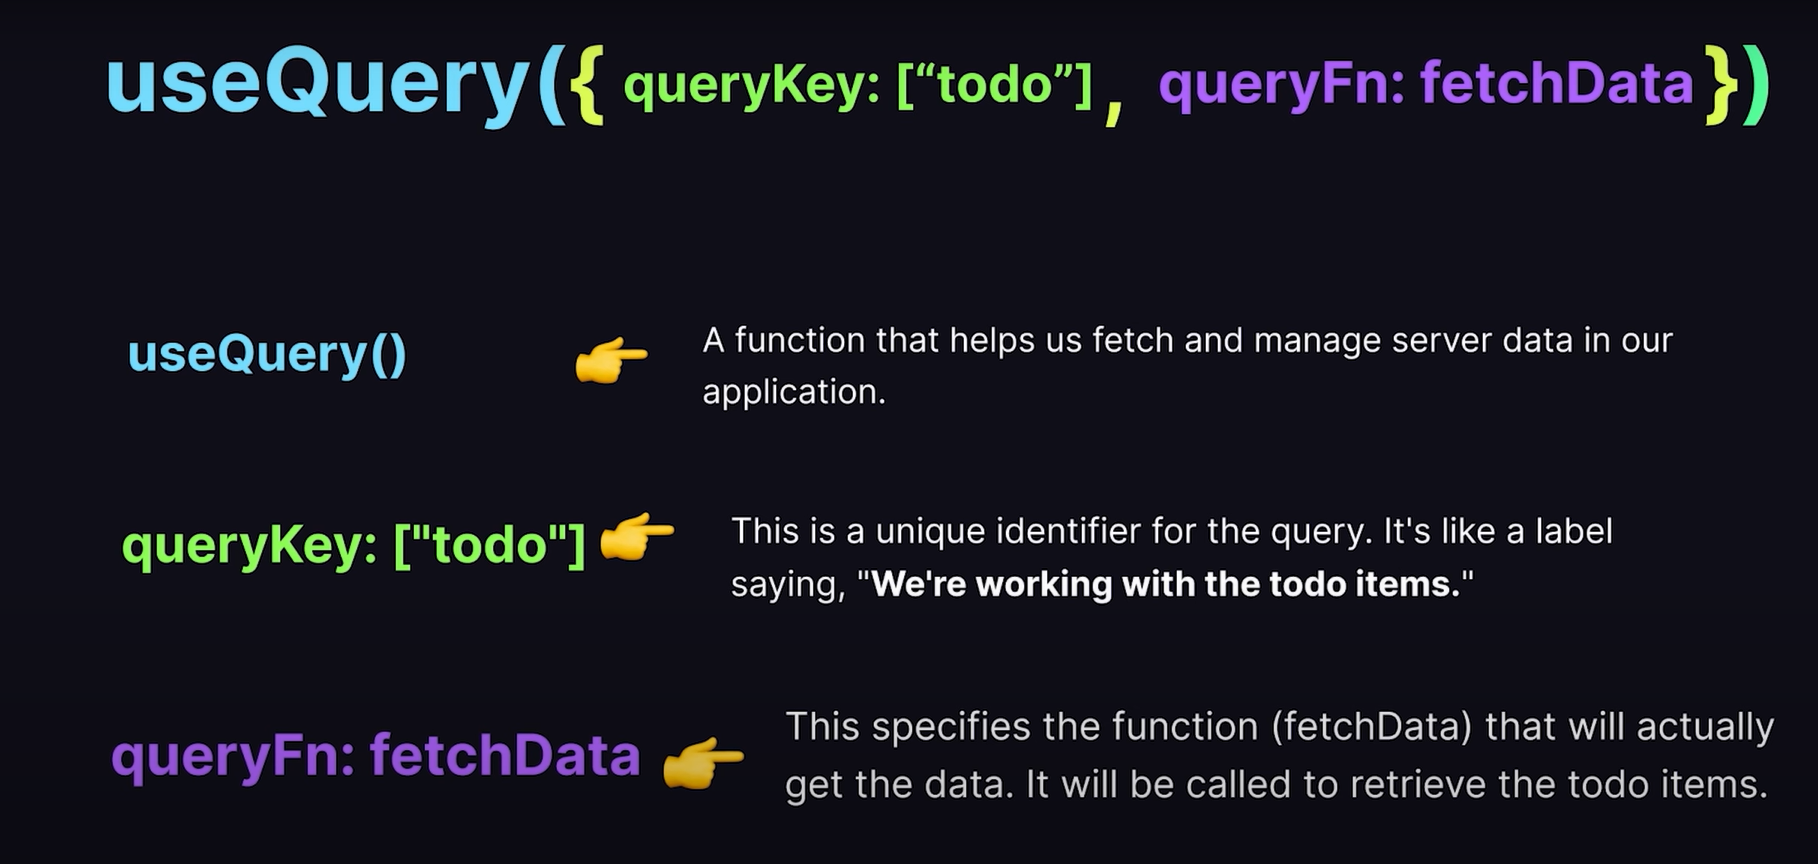 useQuery({ queryKey: [“todo”] , queryFn: fetchData })
useQuery()
A function that helps us fetch and manage server data in our
application.
queryKey: ["todo"]
This is a unique identifier for the query. It's like a label
saying, "We're working with the todo items."
queryFn: fetchData
This specifies the function (fetchData) that will actually
get the data. It will be called to retrieve the todo items.